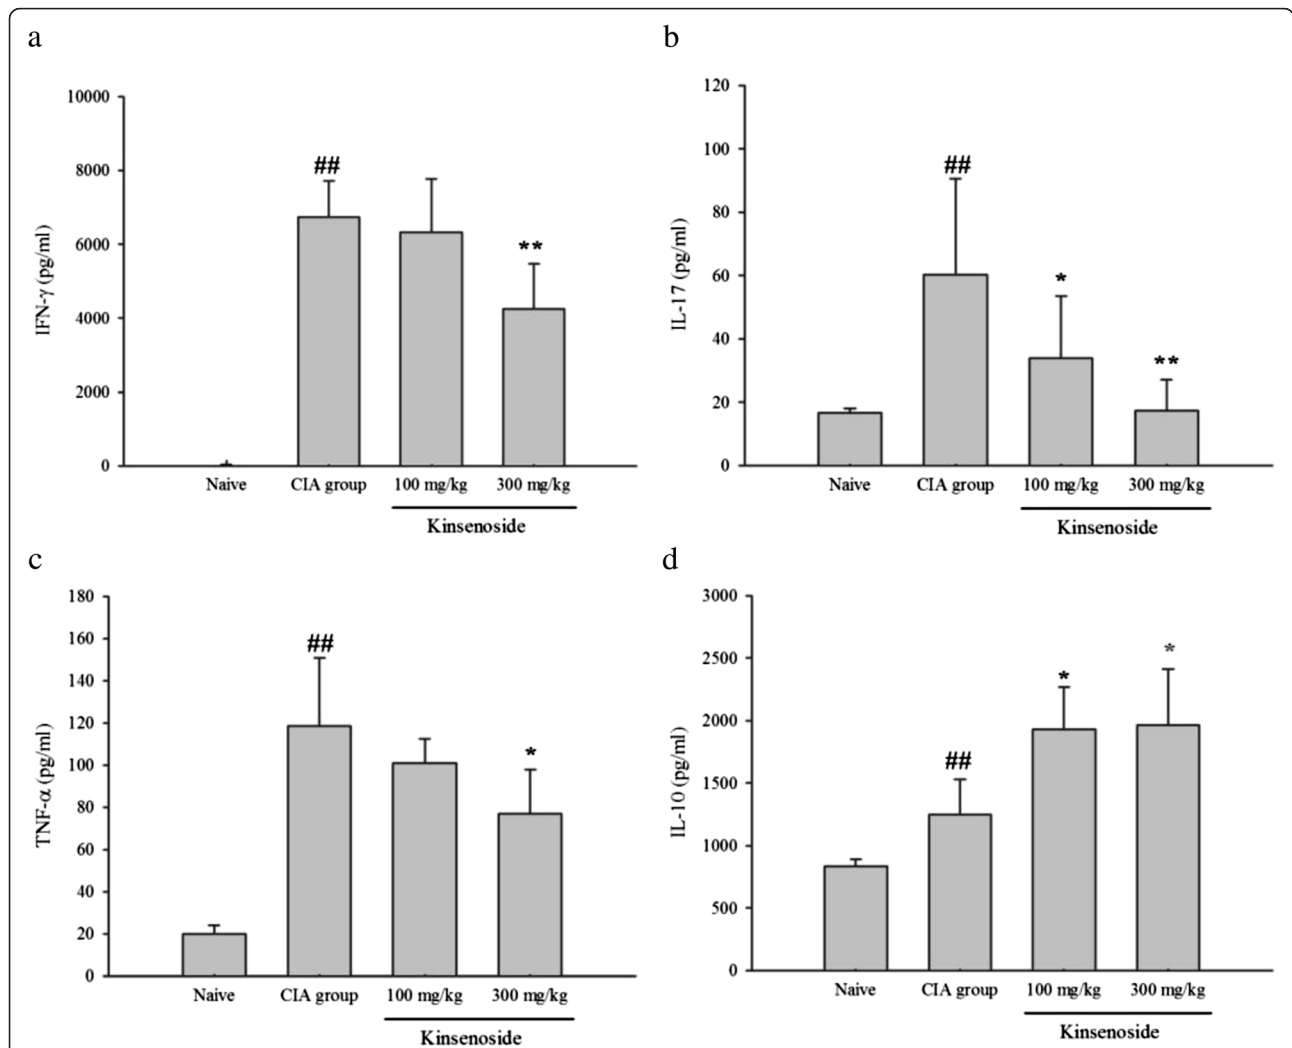 a
10000
8000
6000
4000
2000
0
IFN-γ (pg/ml)
##
**
Naive CIA group 100 mg/kg 300 mg/kg
Kinsenoside
b
120
100
80
60
40
20
0
IL-17 (pg/ml)
##
*
**
Naive CIA group 100 mg/kg 300 mg/kg
Kinsenoside
c
180
160
140
120
100
80
60
40
20
0
TNF-α (pg/ml)
##
*
Naive CIA group 100 mg/kg 300 mg/kg
Kinsenoside
d
3000
2500
2000
1500
1000
500
0
IL-10 (pg/ml)
##
*
*
Naive CIA group 100 mg/kg 300 mg/kg
Kinsenoside